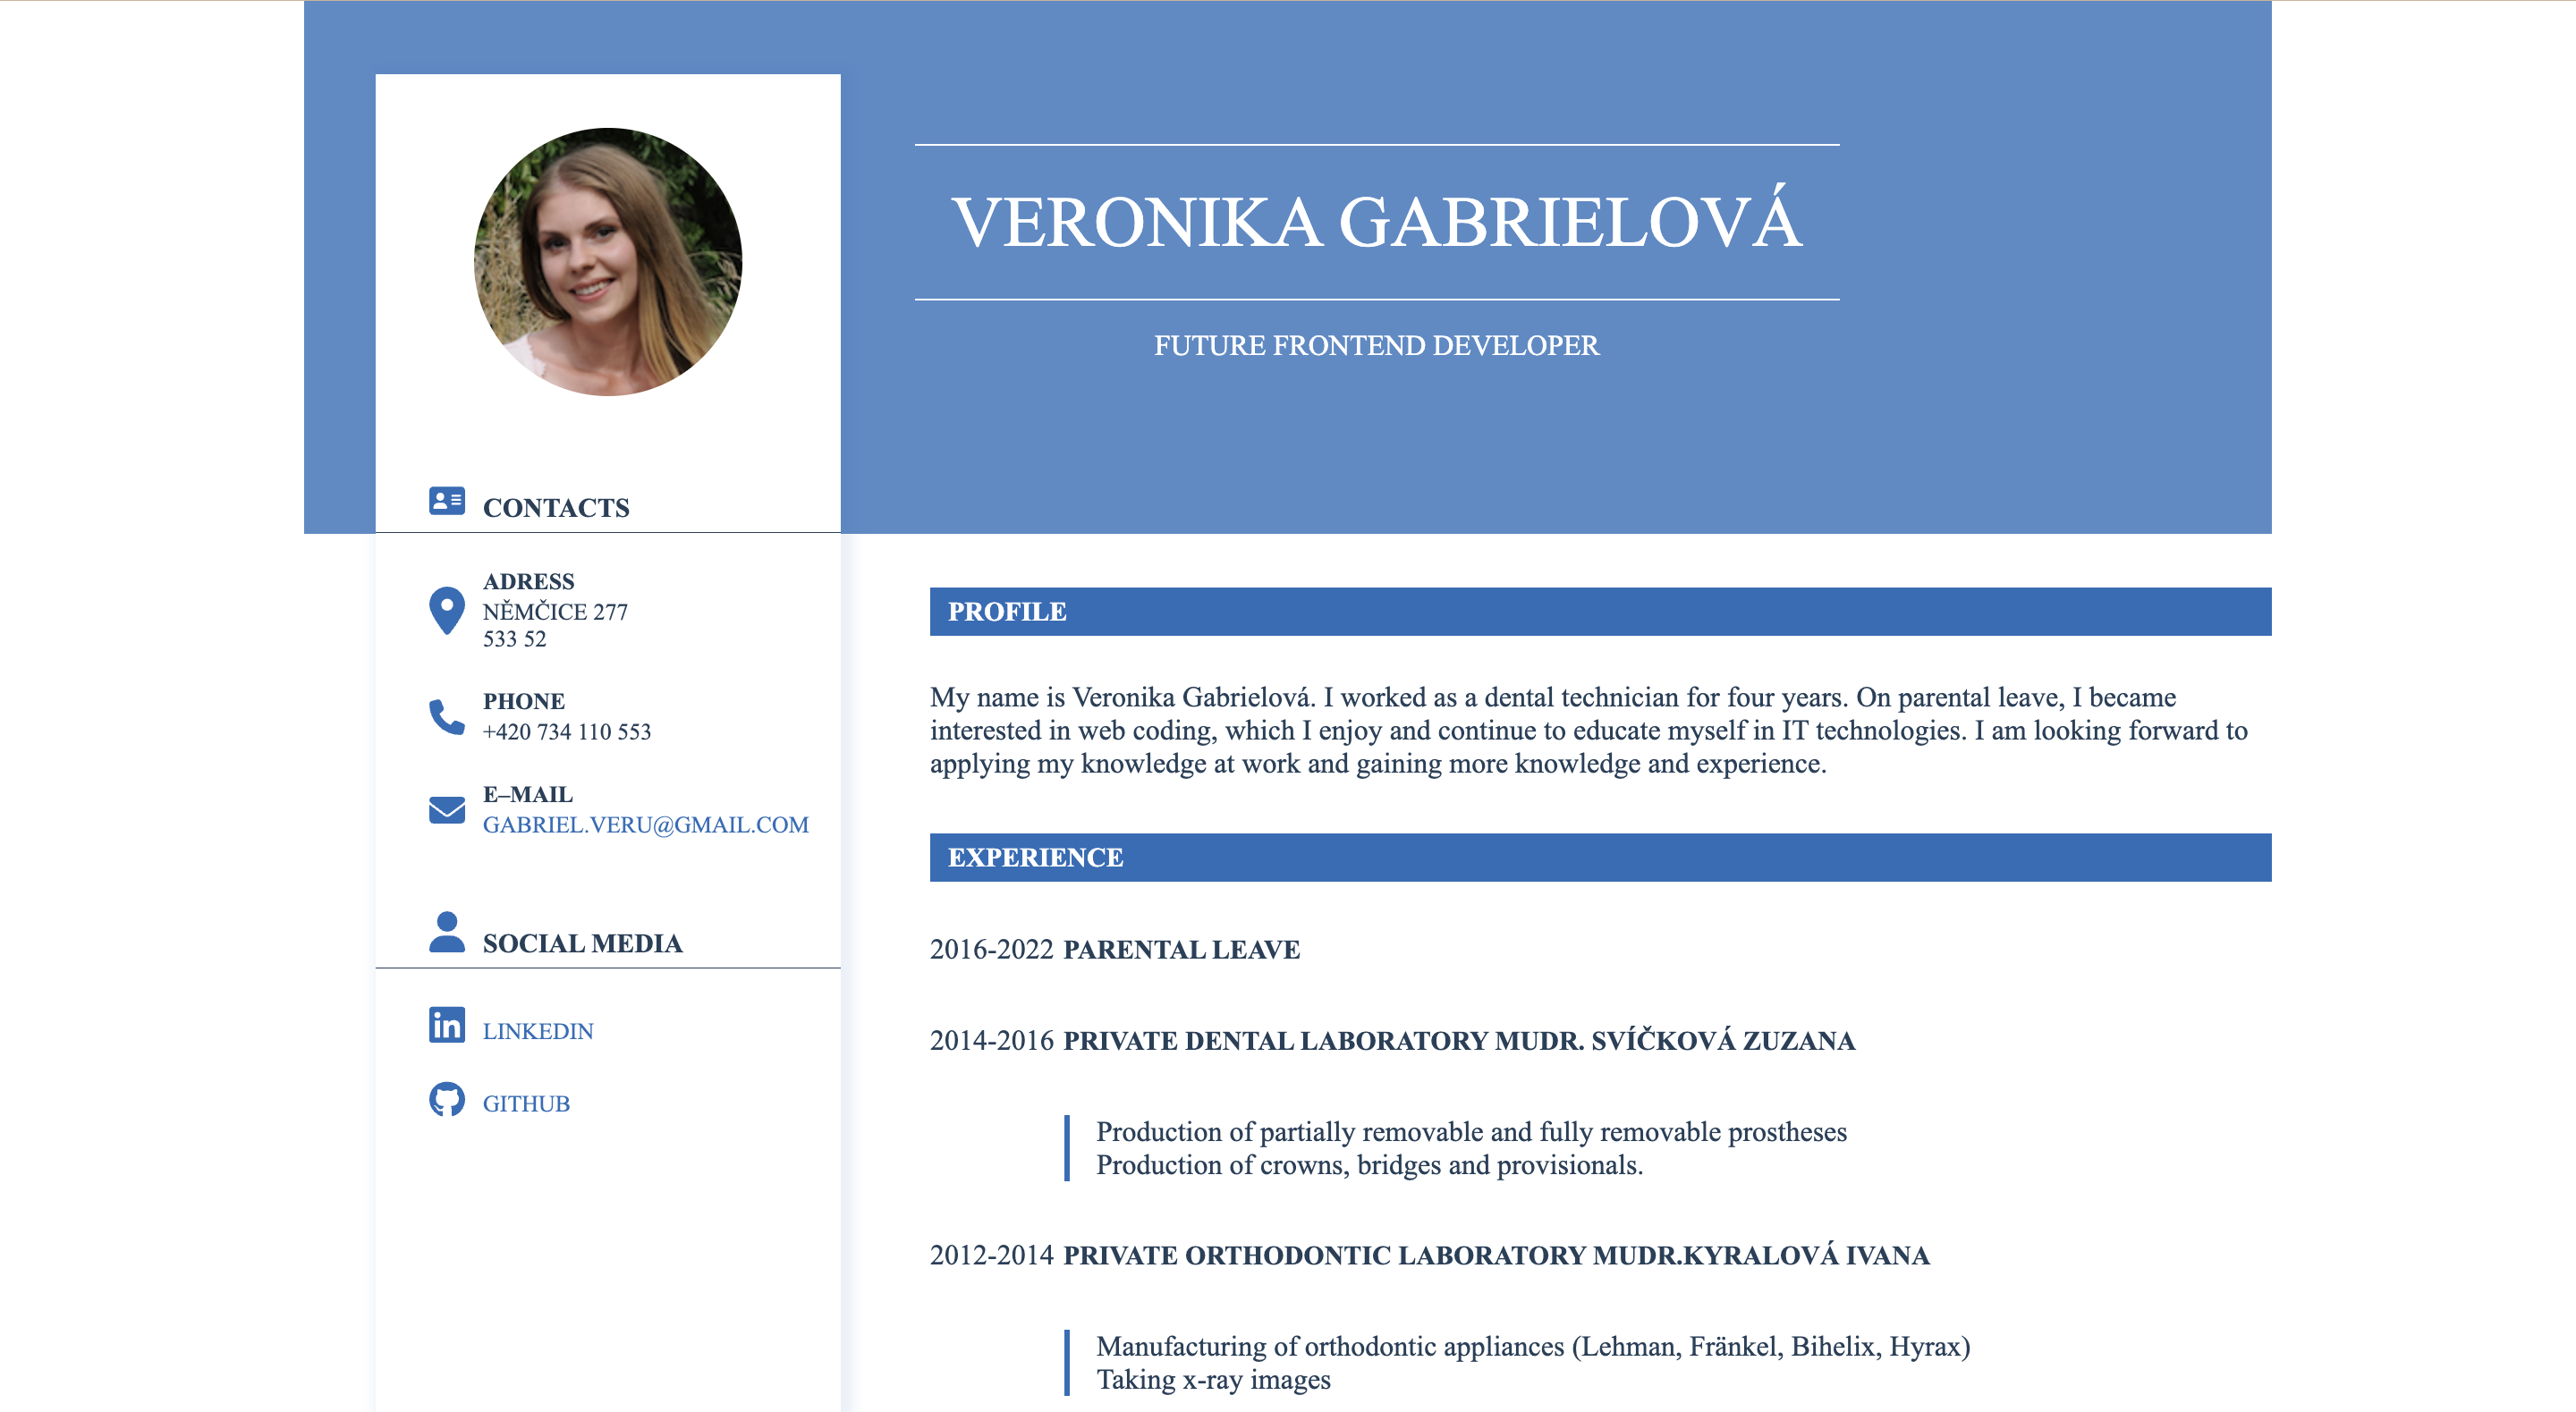 VERONIKA GABRIELOVÁ
FUTURE FRONTEND DEVELOPER
CONTACTS
ADRESS
NĚMČICE 277
533 52
PHONE
+420 734 110 553
E–MAIL
GABRIEL.VERU@GMAIL.COM
SOCIAL MEDIA
LINKEDIN
GITHUB
PROFILE
My name is Veronika Gabrielová. I worked as a dental technician for four years. On parental leave, I became
interested in web coding, which I enjoy and continue to educate myself in IT technologies. I am looking forward to
applying my knowledge at work and gaining more knowledge and experience.
EXPERIENCE
2016-2022 PARENTAL LEAVE
2014-2016 PRIVATE DENTAL LABORATORY MUDR. SVÍČKOVÁ ZUZANA
Production of partially removable and fully removable prostheses
Production of crowns, bridges and provisionals.
2012-2014 PRIVATE ORTHODONTIC LABORATORY MUDR.KYRALOVÁ IVANA
Manufacturing of orthodontic appliances (Lehman, Fränkel, Bihelix, Hyrax)
Taking x-ray images